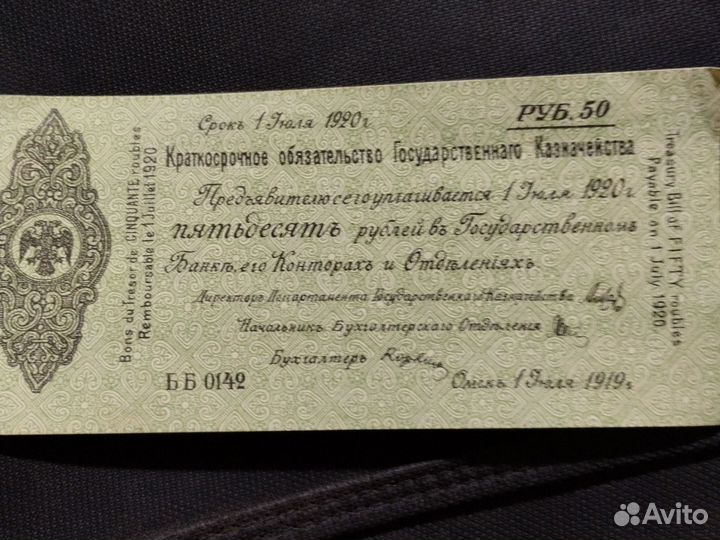 Срокъ 1 Іюля 1920 г
РУБ. 50
Краткосрочное обязательство Государственнаго Казначейства
Предъявителю сего уплачивается 1 Іюля 1920 г.
пятьдесятъ рублей въ Государственномъ
Банкѣ, его Конторахъ и Отдѣленіяхъ.
Директоръ Департамента Государственнаго Казначейства
Начальникъ Бухгалтерскаго Отдѣленія
Бухгалтеръ
ББ 0142
Омскъ 1 Іюля 1919 г.
Bons du Trésor de CINQUANTE roubles
Remboursable le 1 Juillet 1920
Treasury Bill of FIFTY roubles
Payable on 1 July 1920
Avito